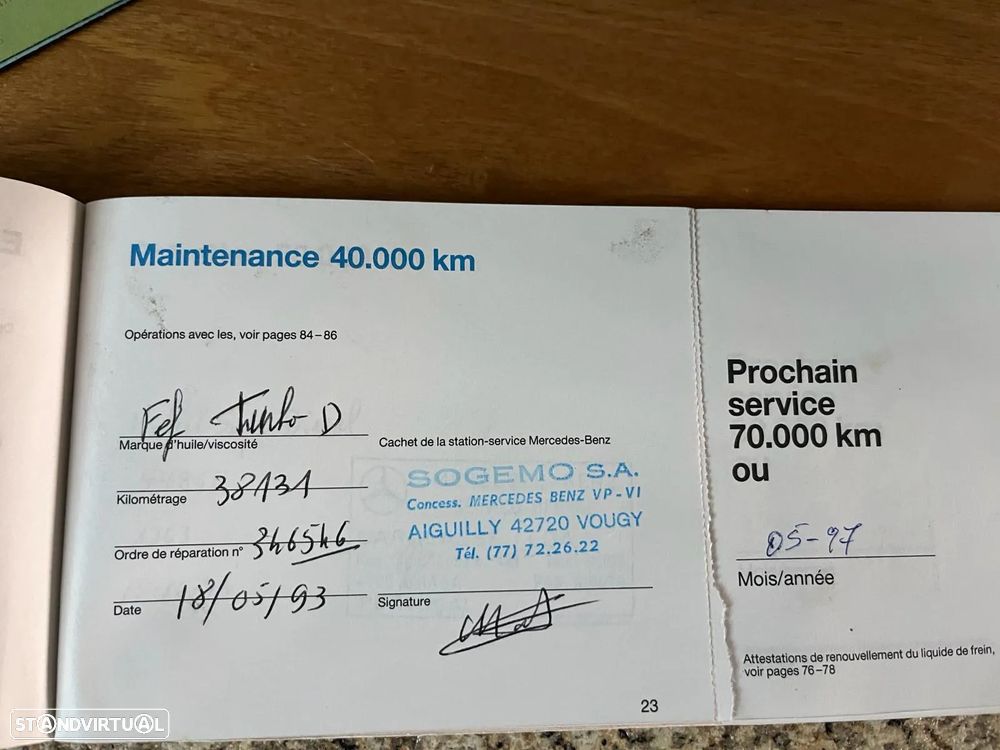 Maintenance 40.000 km
Opérations avec les, voir pages 84–86
Turbo D
Marque d'huile/viscosité
Kilométrage 38131
Ordre de réparation n° 346546
Date 18/05/93
Cachet de la station-service Mercedes-Benz
SOGEMO S.A.
Concess. MERCEDES BENZ VP-VI
AIGUILLY 42720 VOUGY
Tél. (77) 72.26.22
Signature
23
Prochain
service
70.000 km
ou
05-97
Mois/année
Attestations de renouvellement du liquide de frein,
voir pages 76–78
STANDVIRTUAL